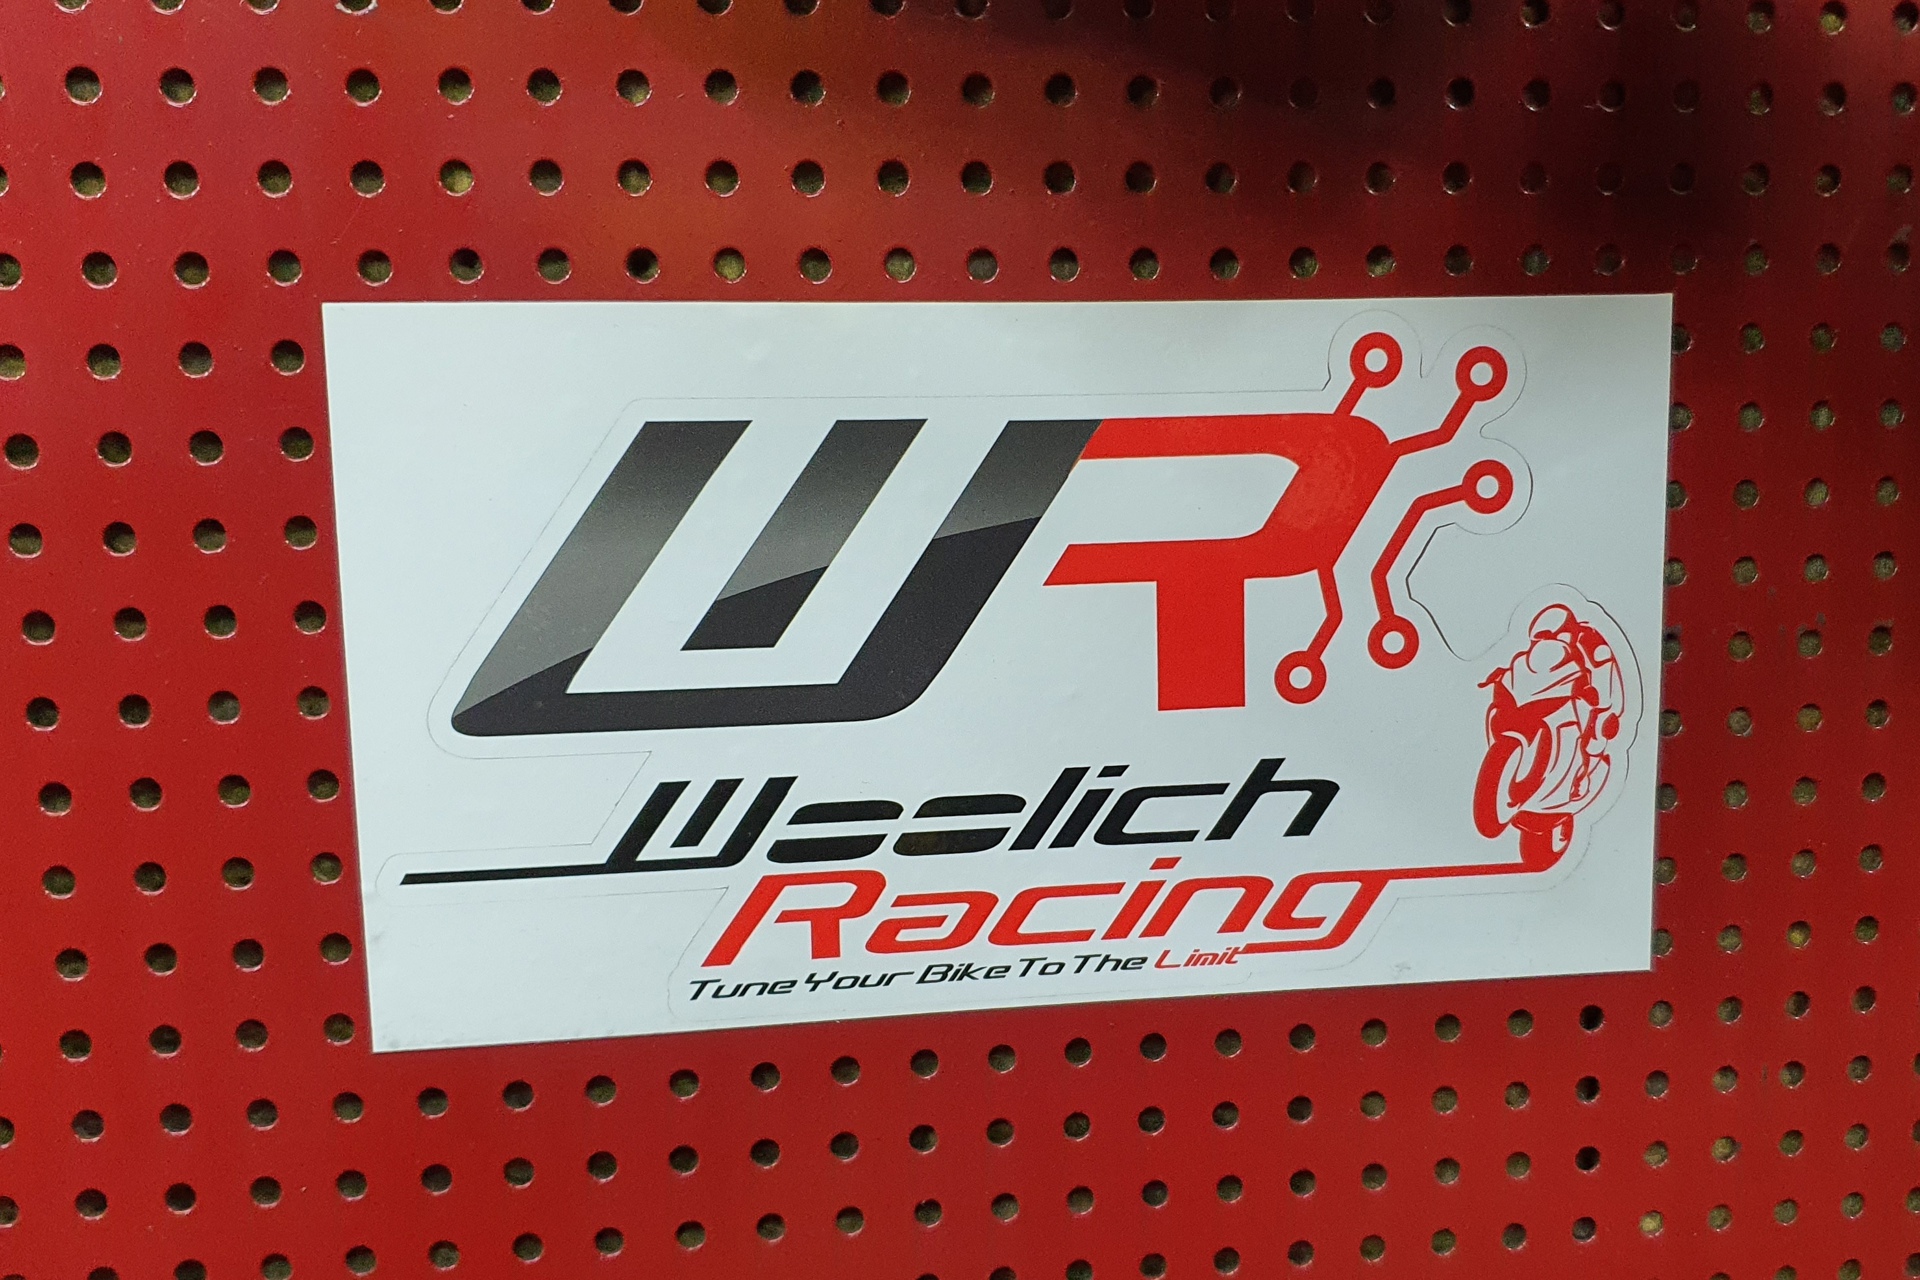 WR
Woolich
Racing
Tune Your Bike To The Limit